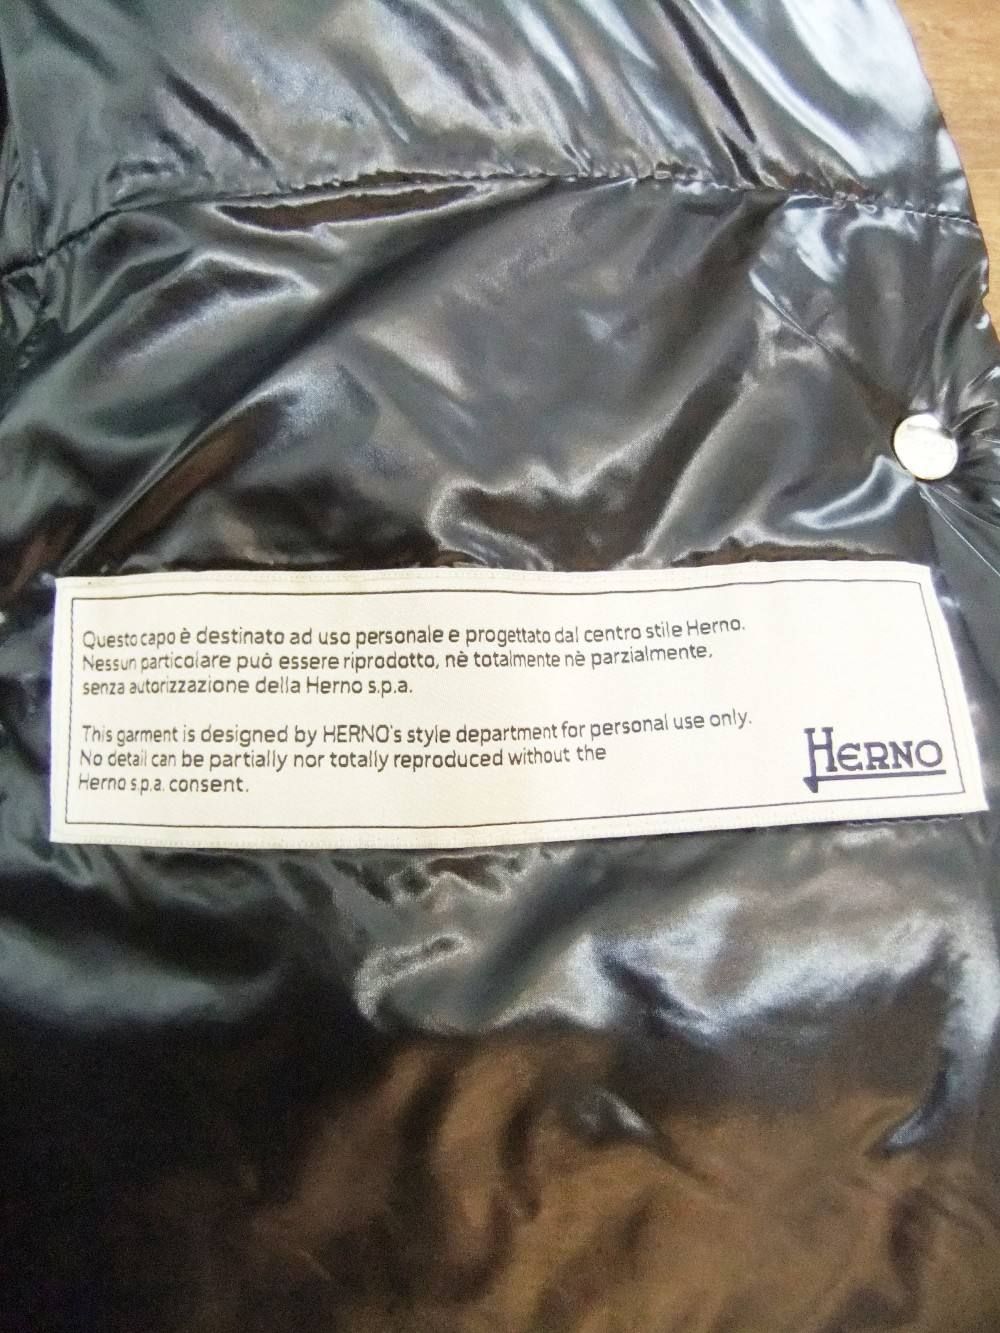 Questo capo è destinato ad uso personale e progettato dal centro stile Herno.
Nessun particolare può essere riprodotto, nè totalmente nè parzialmente,
senza autorizzazione della Herno s.p.a.
This garment is designed by HERNO's style department for personal use only.
No detail can be partially nor totally reproduced without the
Herno s.p.a. consent.
HERNO